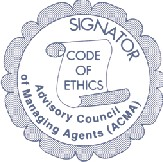 SIGNATOR
CODE
OF
ETHICS
Advisory Council
of Managing Agents (ACMA)